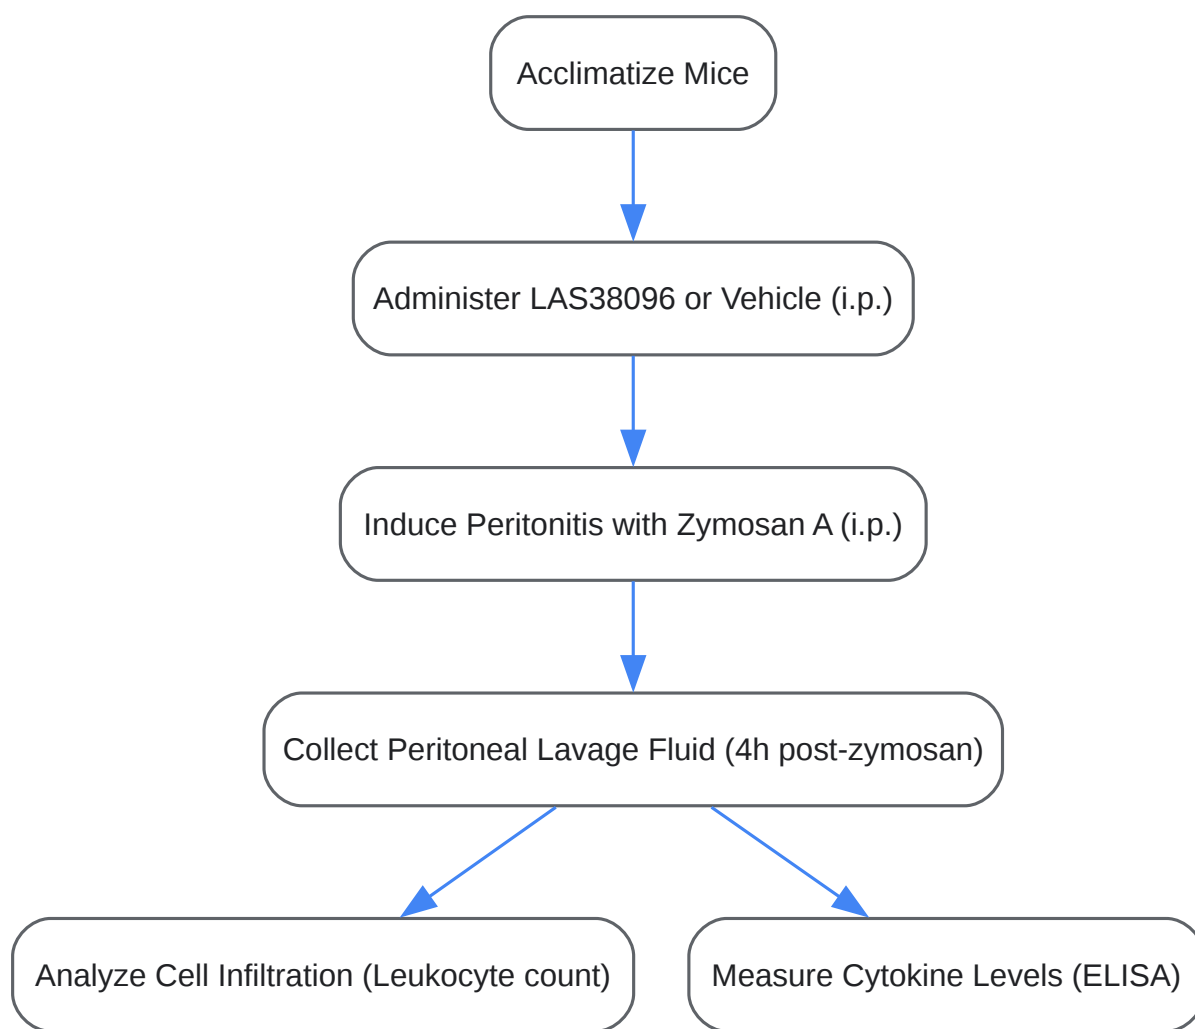 Acclimatize Mice
Administer LAS38096 or Vehicle (i.p.)
Induce Peritonitis with Zymosan A (i.p.)
Collect Peritoneal Lavage Fluid (4h post-zymosan)
Analyze Cell Infiltration (Leukocyte count)
Measure Cytokine Levels (ELISA)